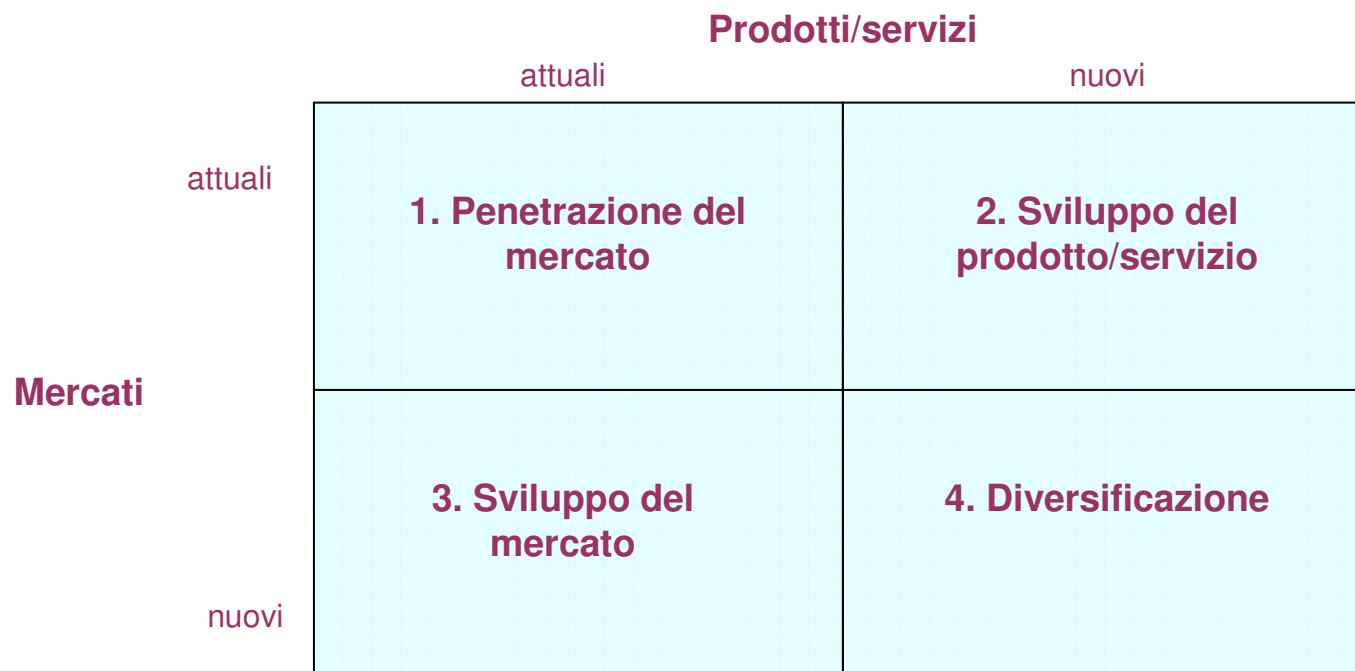 Prodotti/servizi
attuali
nuovi
attuali
1. Penetrazione del
mercato
2. Sviluppo del
prodotto/servizio
Mercati
3. Sviluppo del
mercato
4. Diversificazione
nuovi